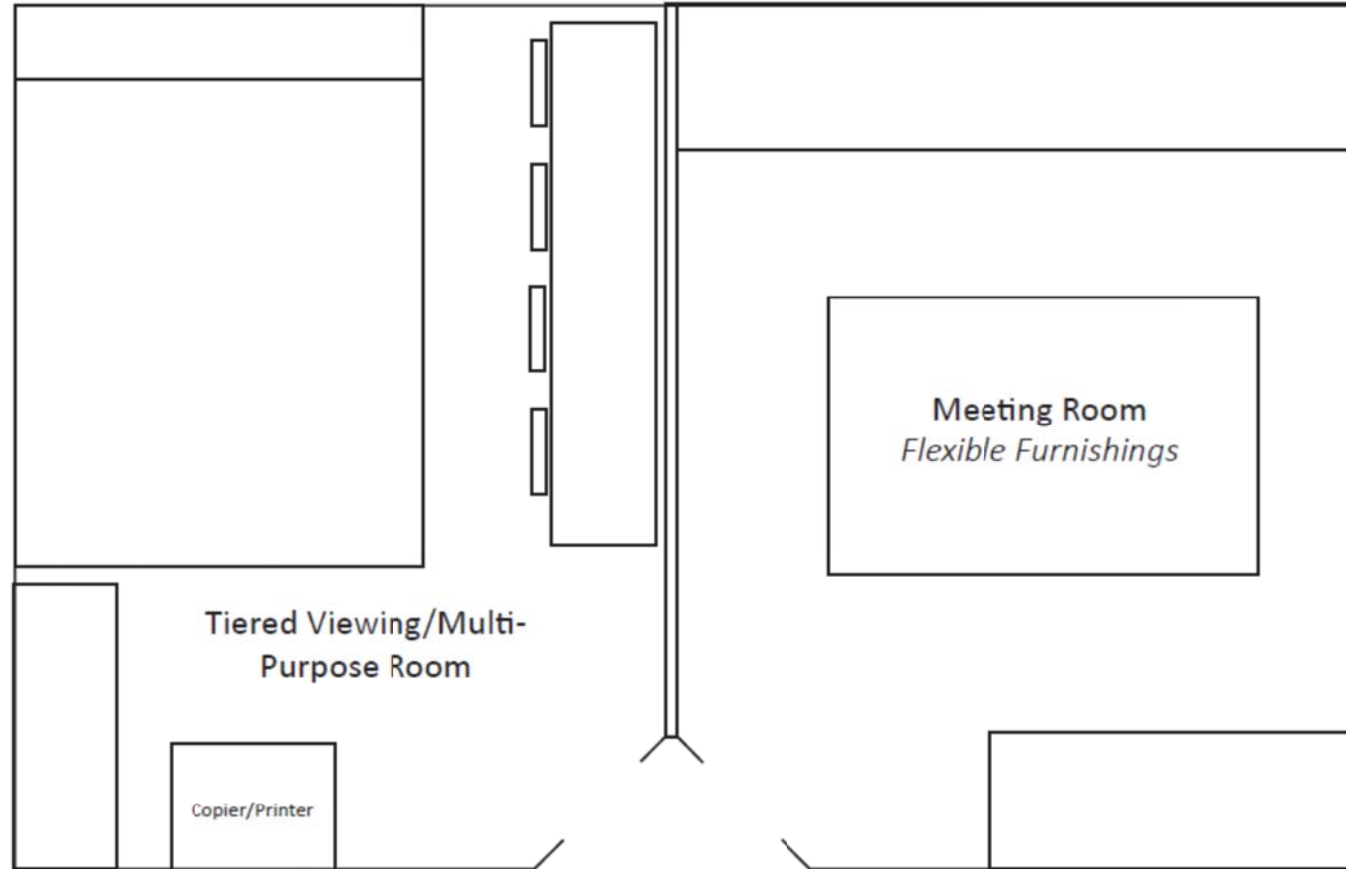 Meeting Room
Flexible Furnishings
Tiered Viewing/Multi-
Purpose Room
Copier/Printer